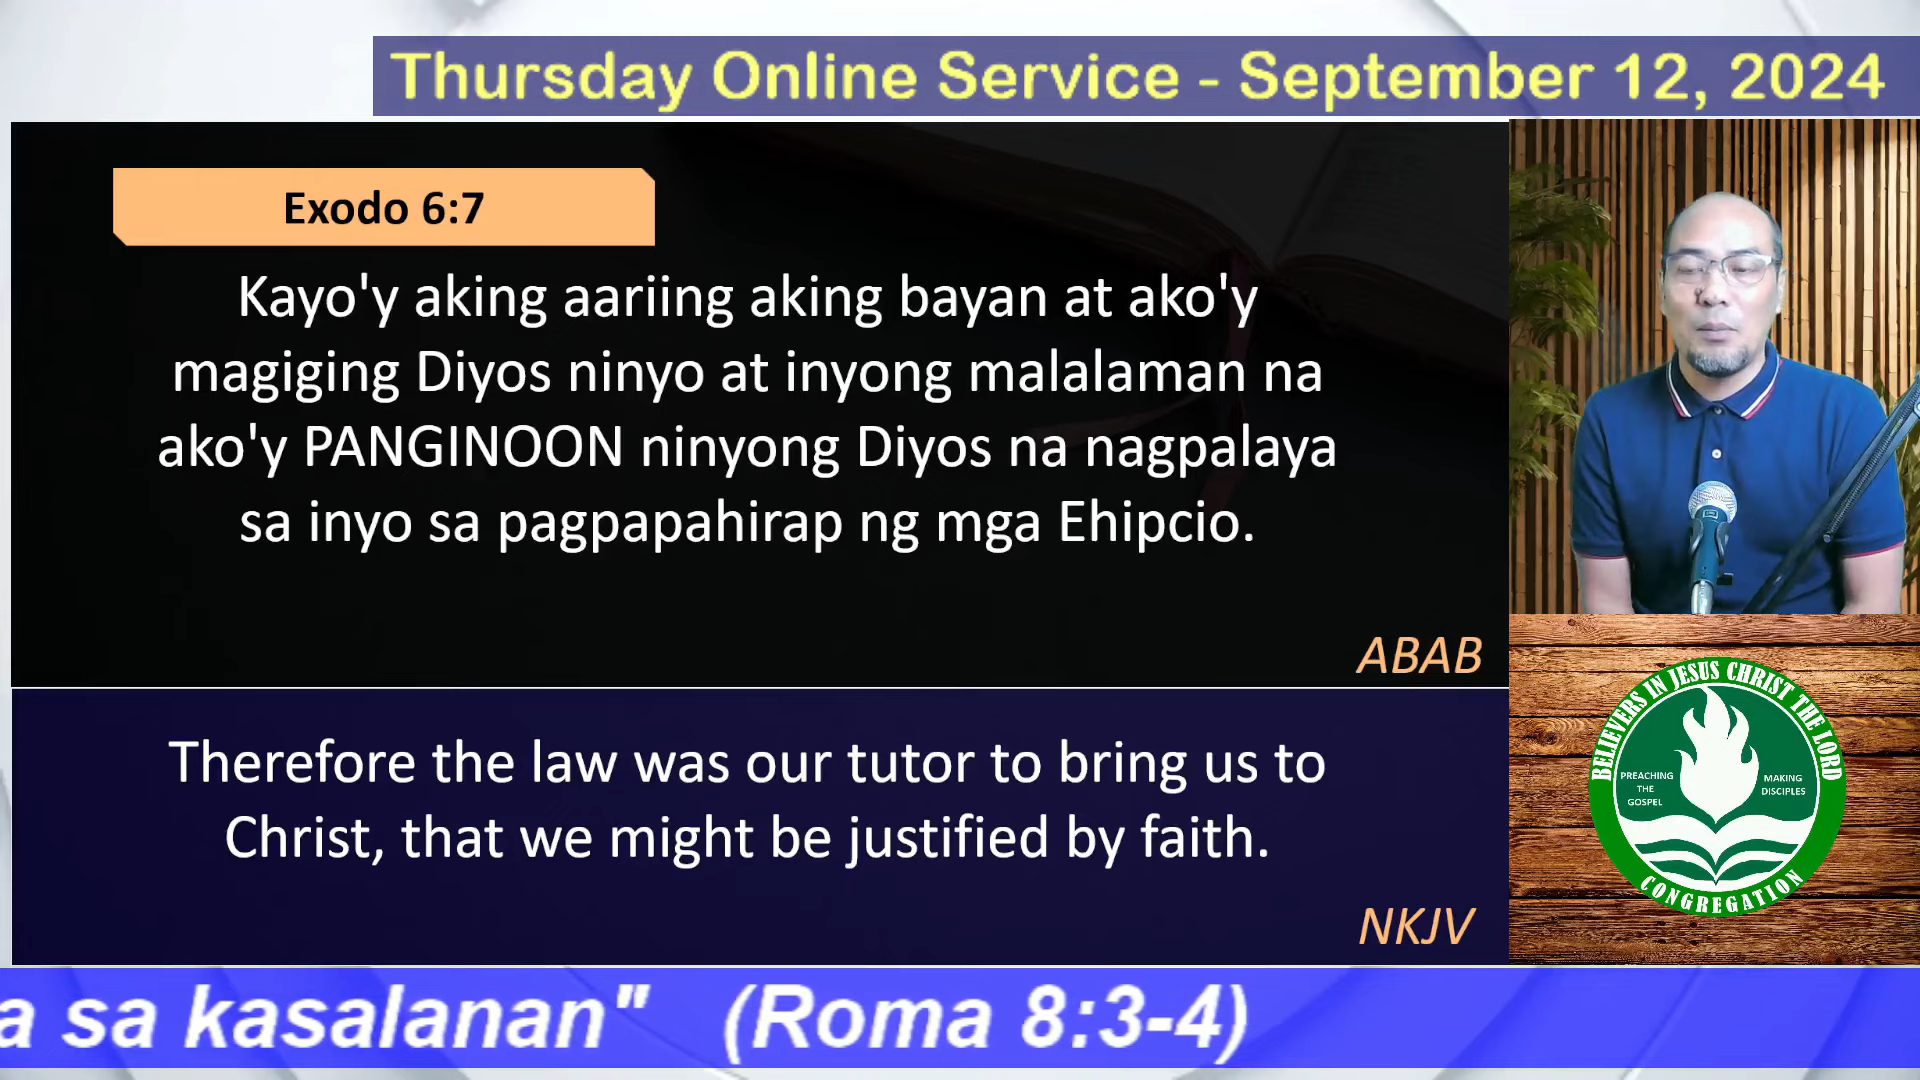 Thursday Online Service - September 12, 2024
Exodo 6:7
Kayo'y aking aariing aking bayan at ako'y
magiging Diyos ninyo at inyong malalaman na
ako'y PANGINOON ninyong Diyos na nagpalaya
sa inyo sa pagpapahirap ng mga Ehipcio.
ABAB
Therefore the law was our tutor to bring us to
Christ, that we might be justified by faith.
NKJV
BELIEVERS IN JESUS CHRIST THE LORD
PREACHING
THE
GOSPEL
MAKING
DISCIPLES
CONGREGATION
a sa kasalanan" (Roma 8:3-4)